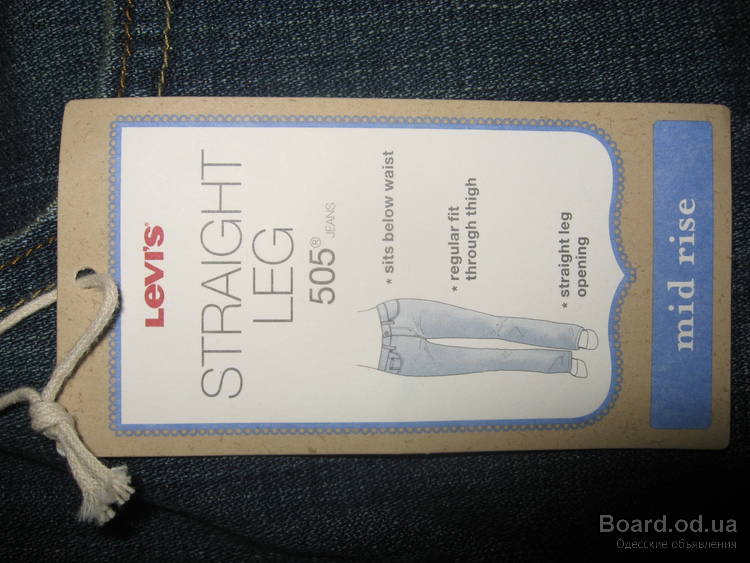 Levi's®
STRAIGHT
LEG
505® JEANS
* sits below waist
* regular fit
through thigh
* straight leg
opening
mid rise
Board.od.ua
Одесские объявления